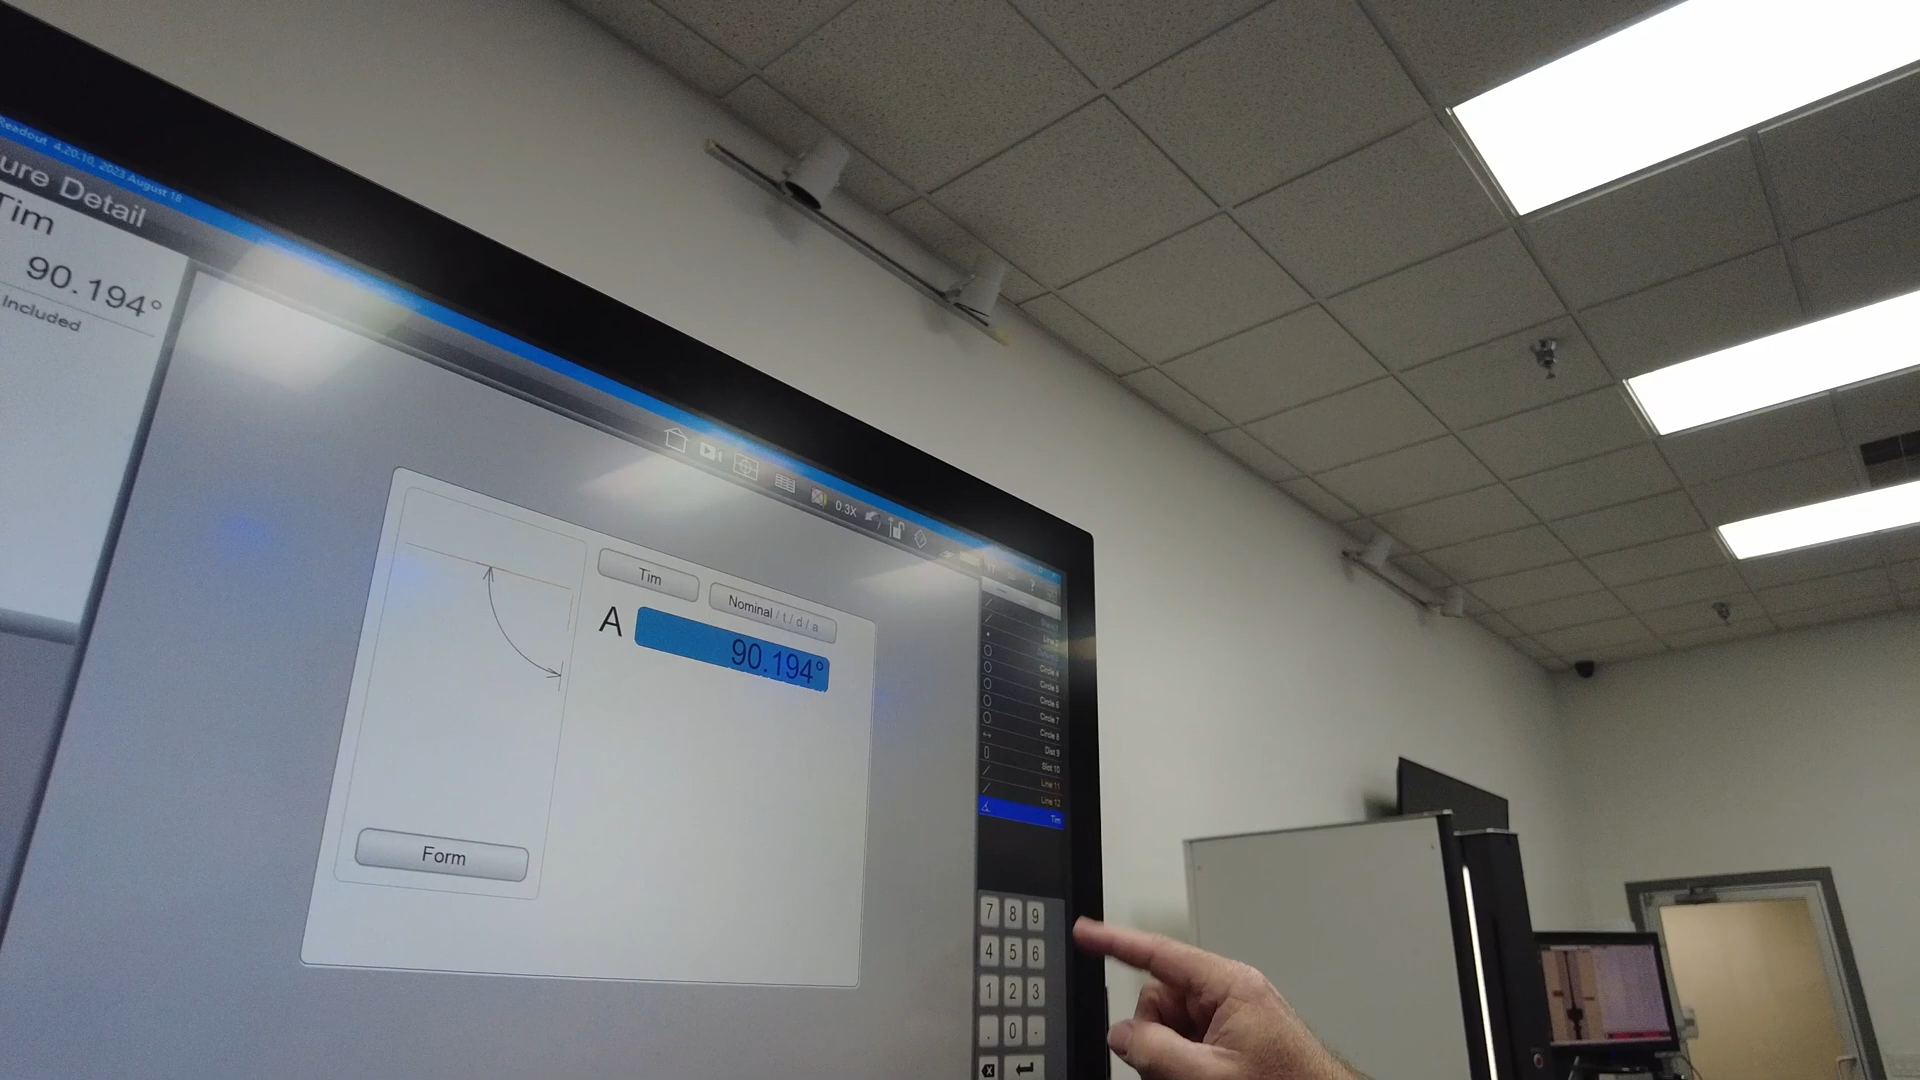 Readout 4.20.10, 2023 August 18
ure Detail
Tim
90.194°
Included
0.3X
?
Tim
Nominal / t / d / a
A
90.194°
Form
Circle 4
Circle 5
Circle 6
Circle 7
Circle 8
Dist 9
Slot 10
Line 11
Line 12
Tim
7 8 9
4 5 6
1 2 3
. 0 -